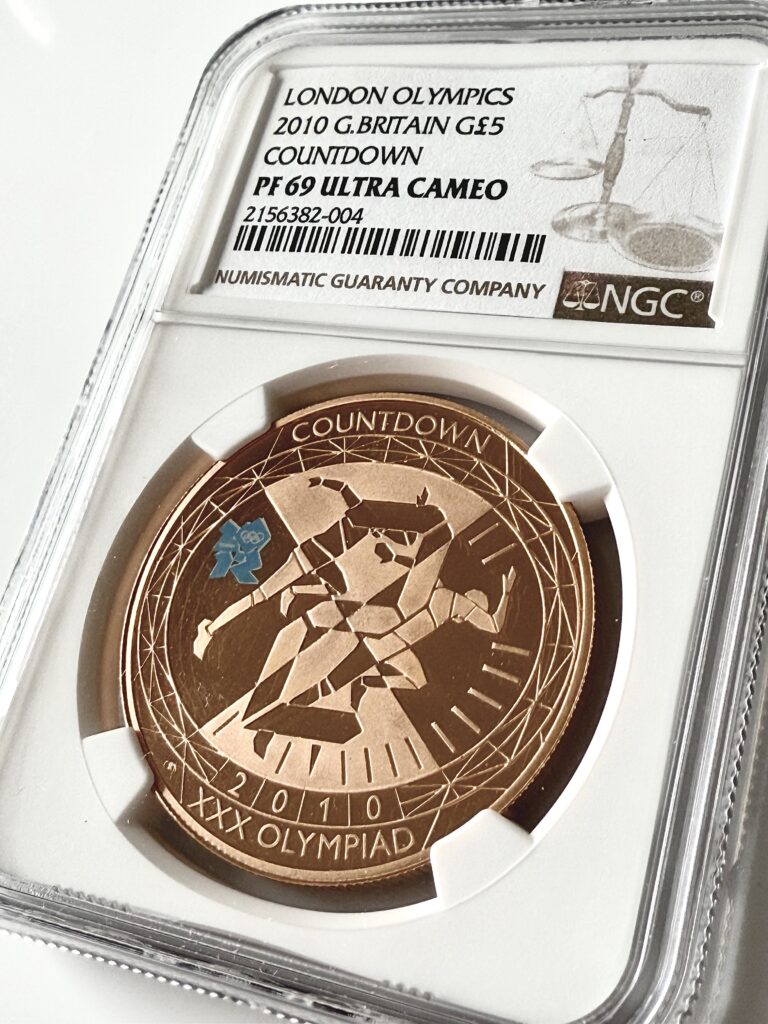 LONDON OLYMPICS
2010 G.BRITAIN G£5
COUNTDOWN
PF 69 ULTRA CAMEO
2156382-004
NUMISMATIC GUARANTY COMPANY
NGC®
COUNTDOWN
2010
XXX OLYMPIAD